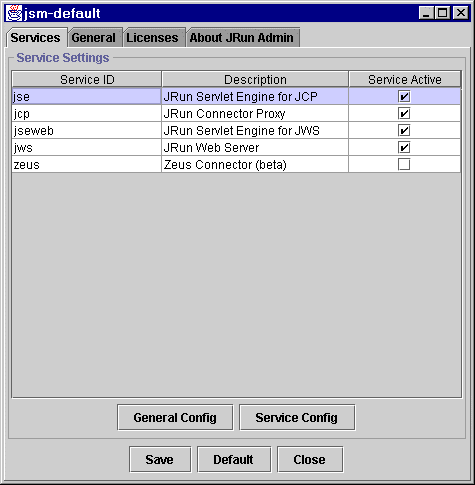 jsm-default
Services General Licenses About JRun Admin
Service Settings
Service ID Description Service Active
jse JRun Servlet Engine for JCP
jcp JRun Connector Proxy
jseweb JRun Servlet Engine for JWS
jws JRun Web Server
zeus Zeus Connector (beta)
General Config Service Config
Save Default Close